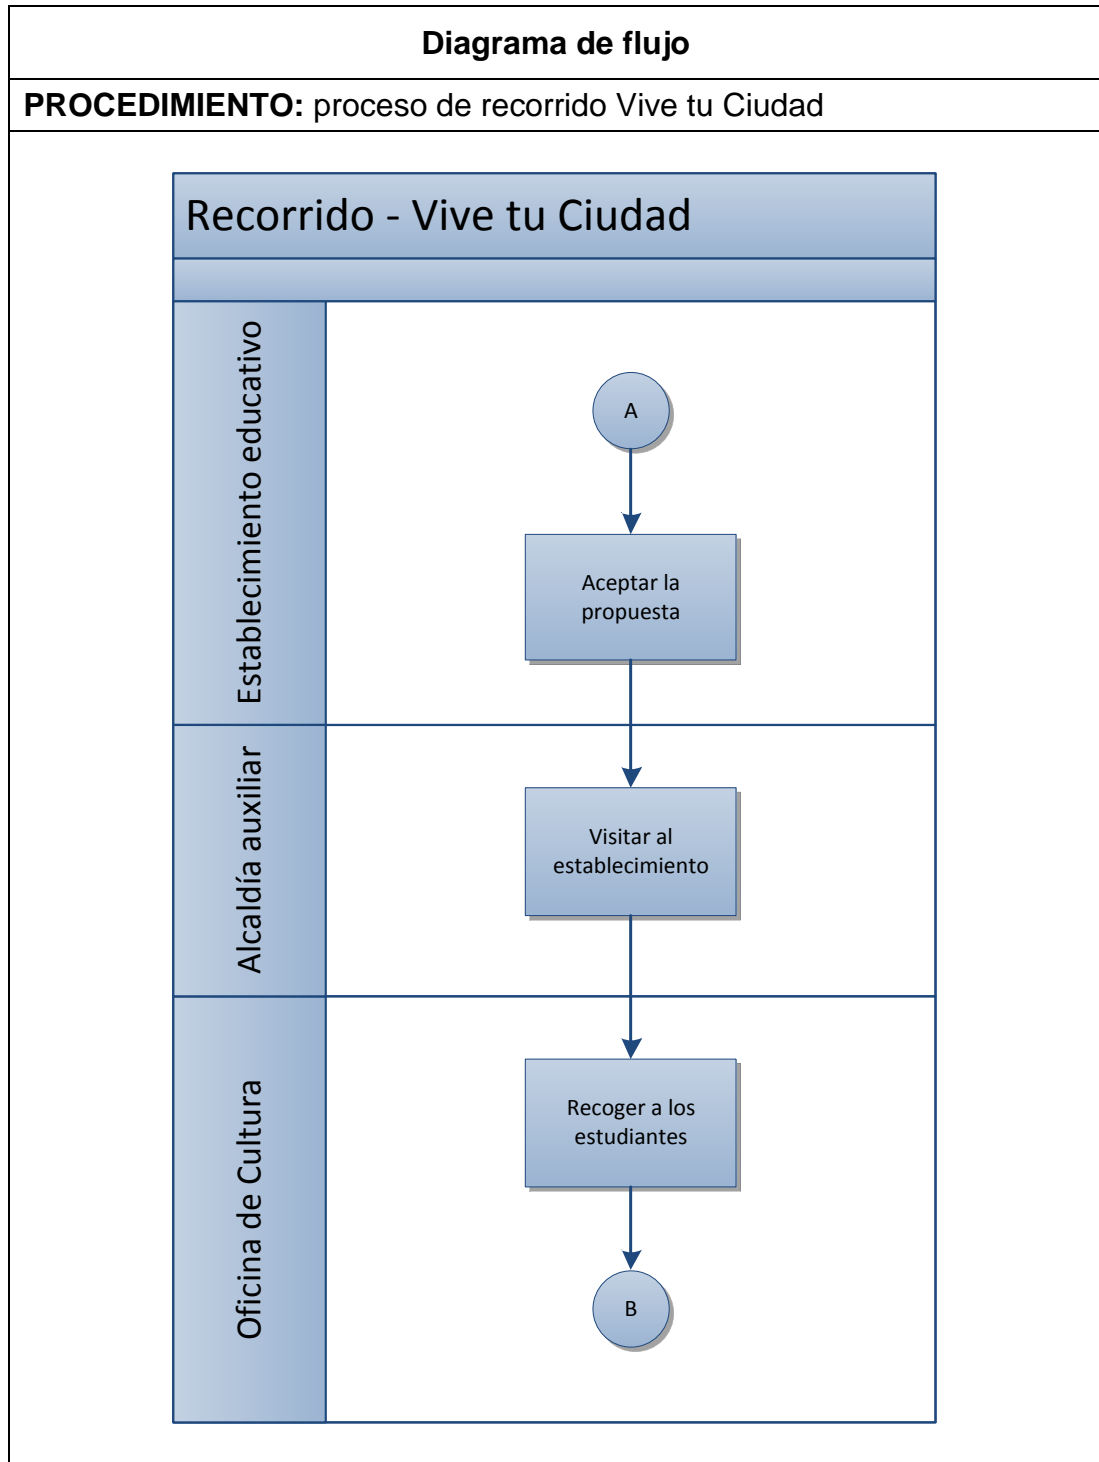 Diagrama de flujo
PROCEDIMIENTO: proceso de recorrido Vive tu Ciudad
Recorrido - Vive tu Ciudad
Establecimiento educativo
A
Aceptar la
propuesta
Alcaldía auxiliar
Visitar al
establecimiento
Oficina de Cultura
Recoger a los
estudiantes
B